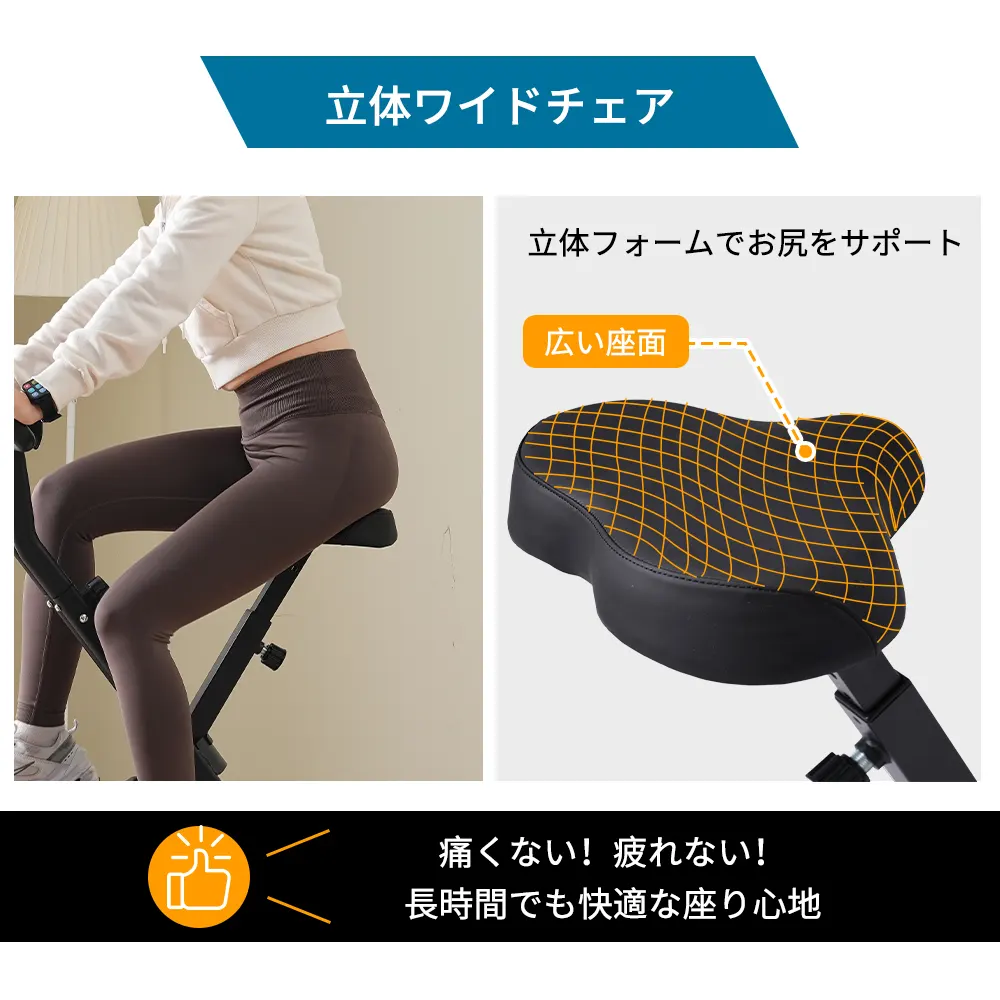 立体ワイドチェア
立体フォームでお尻をサポート
広い座面
痛くない！疲れない！
長時間でも快適な座り心地